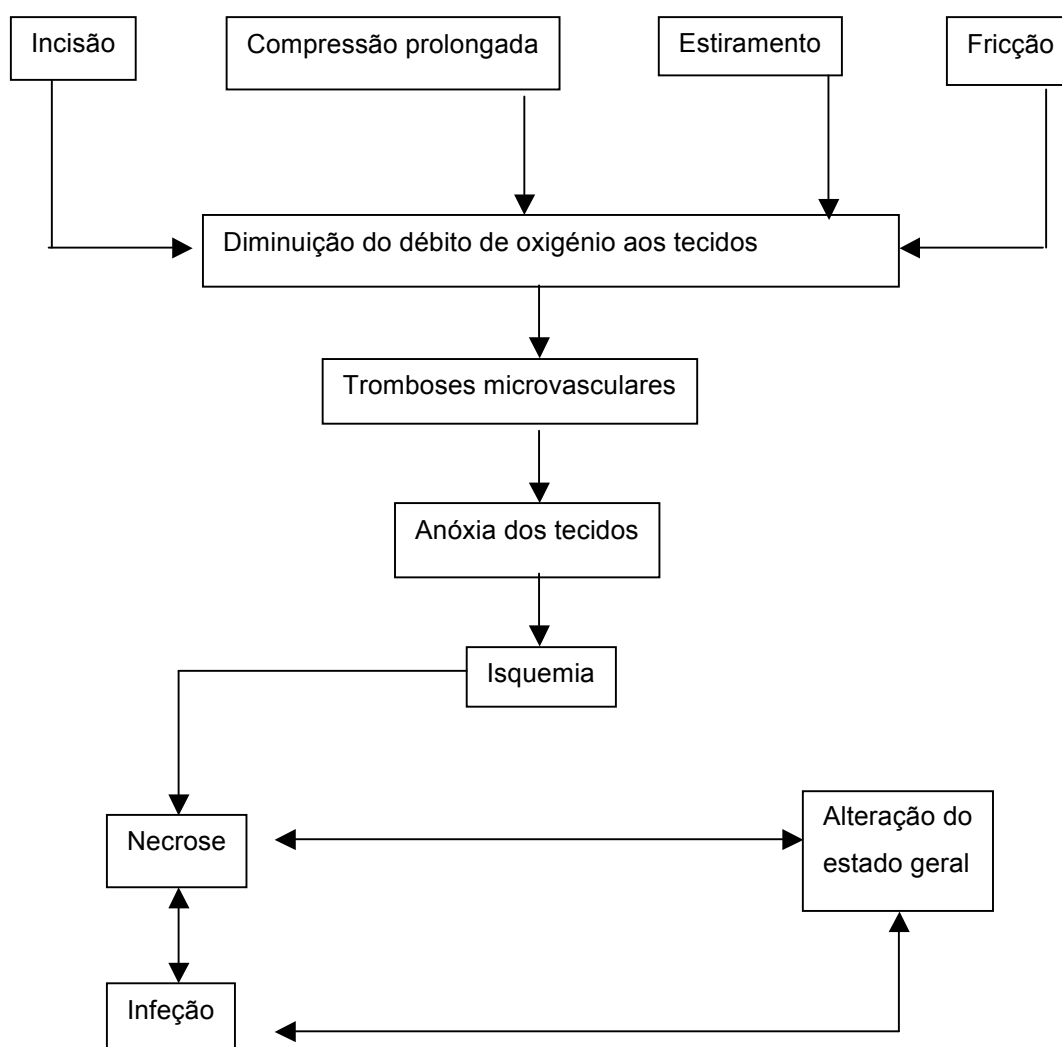 Incisão
Compressão prolongada
Estiramento
Fricção
Diminuição do débito de oxigénio aos tecidos
Tromboses microvasculares
Anóxia dos tecidos
Isquemia
Necrose
Alteração do
estado geral
Infeção